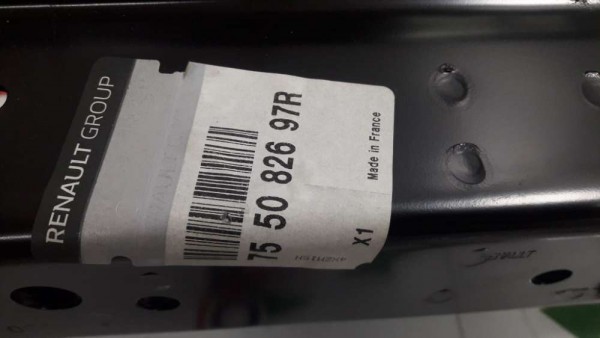 RENAULT GROUP
75 50 826 97R
X1
Made in France